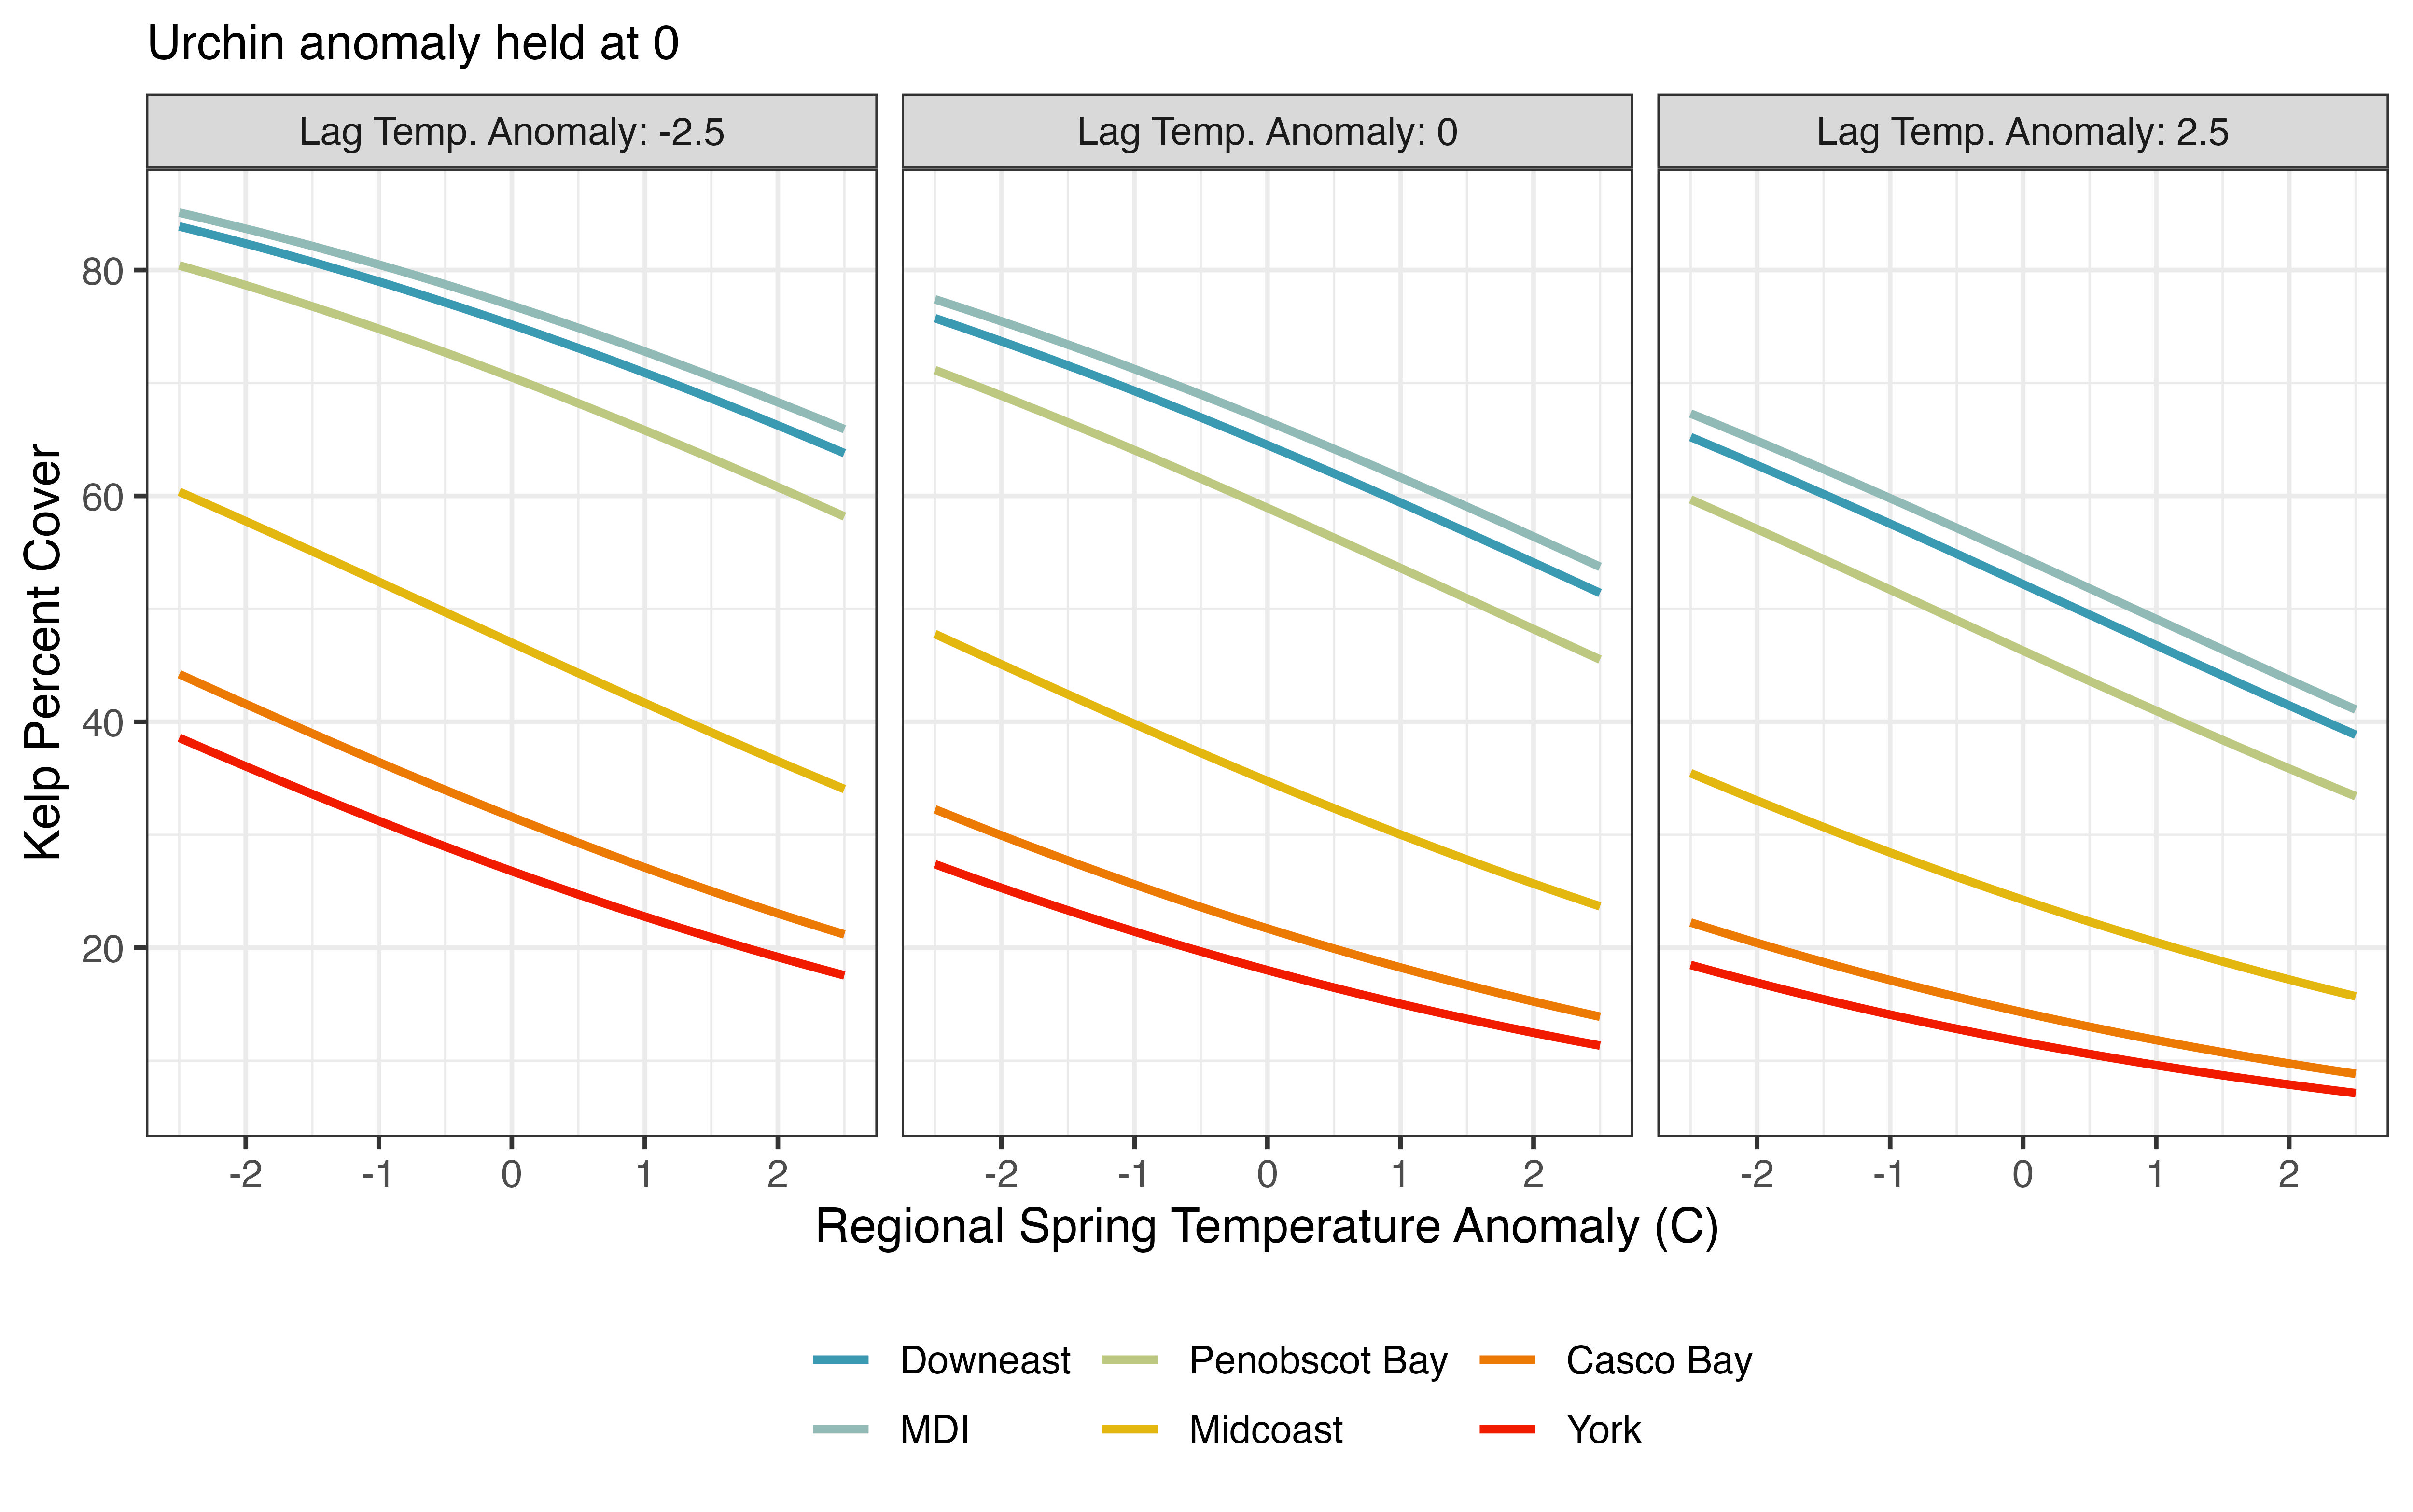 Urchin anomaly held at 0
Lag Temp. Anomaly: -2.5
Lag Temp. Anomaly: 0
Lag Temp. Anomaly: 2.5
Kelp Percent Cover
80
60
40
20
-2 -1 0 1 2
-2 -1 0 1 2
-2 -1 0 1 2
Regional Spring Temperature Anomaly (C)
Downeast
Penobscot Bay
Casco Bay
MDI
Midcoast
York